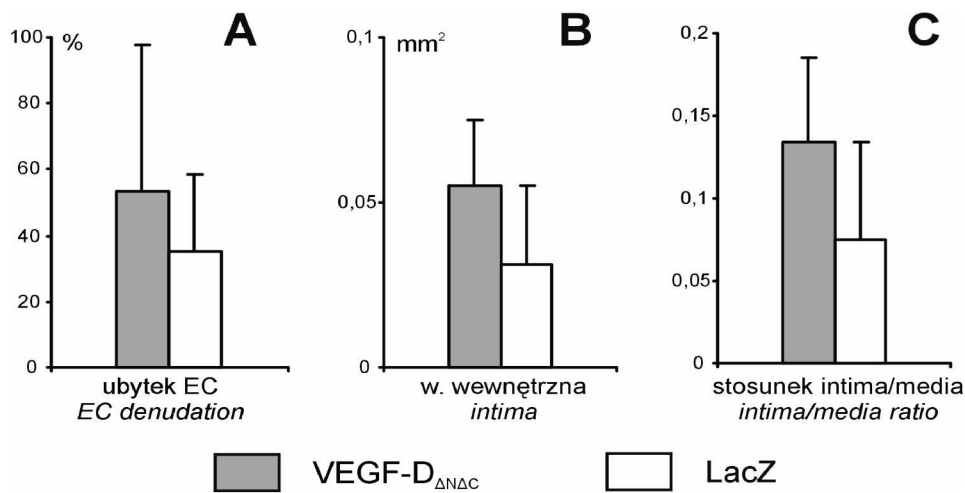 A
%
100
80
60
40
20
0
ubytek EC
EC denudation
B
0,1
mm²
0,05
0
w. wewnętrzna
intima
C
0,2
0,15
0,1
0,05
0
stosunek intima/media
intima/media ratio
VEGF-DΔNΔC
LacZ